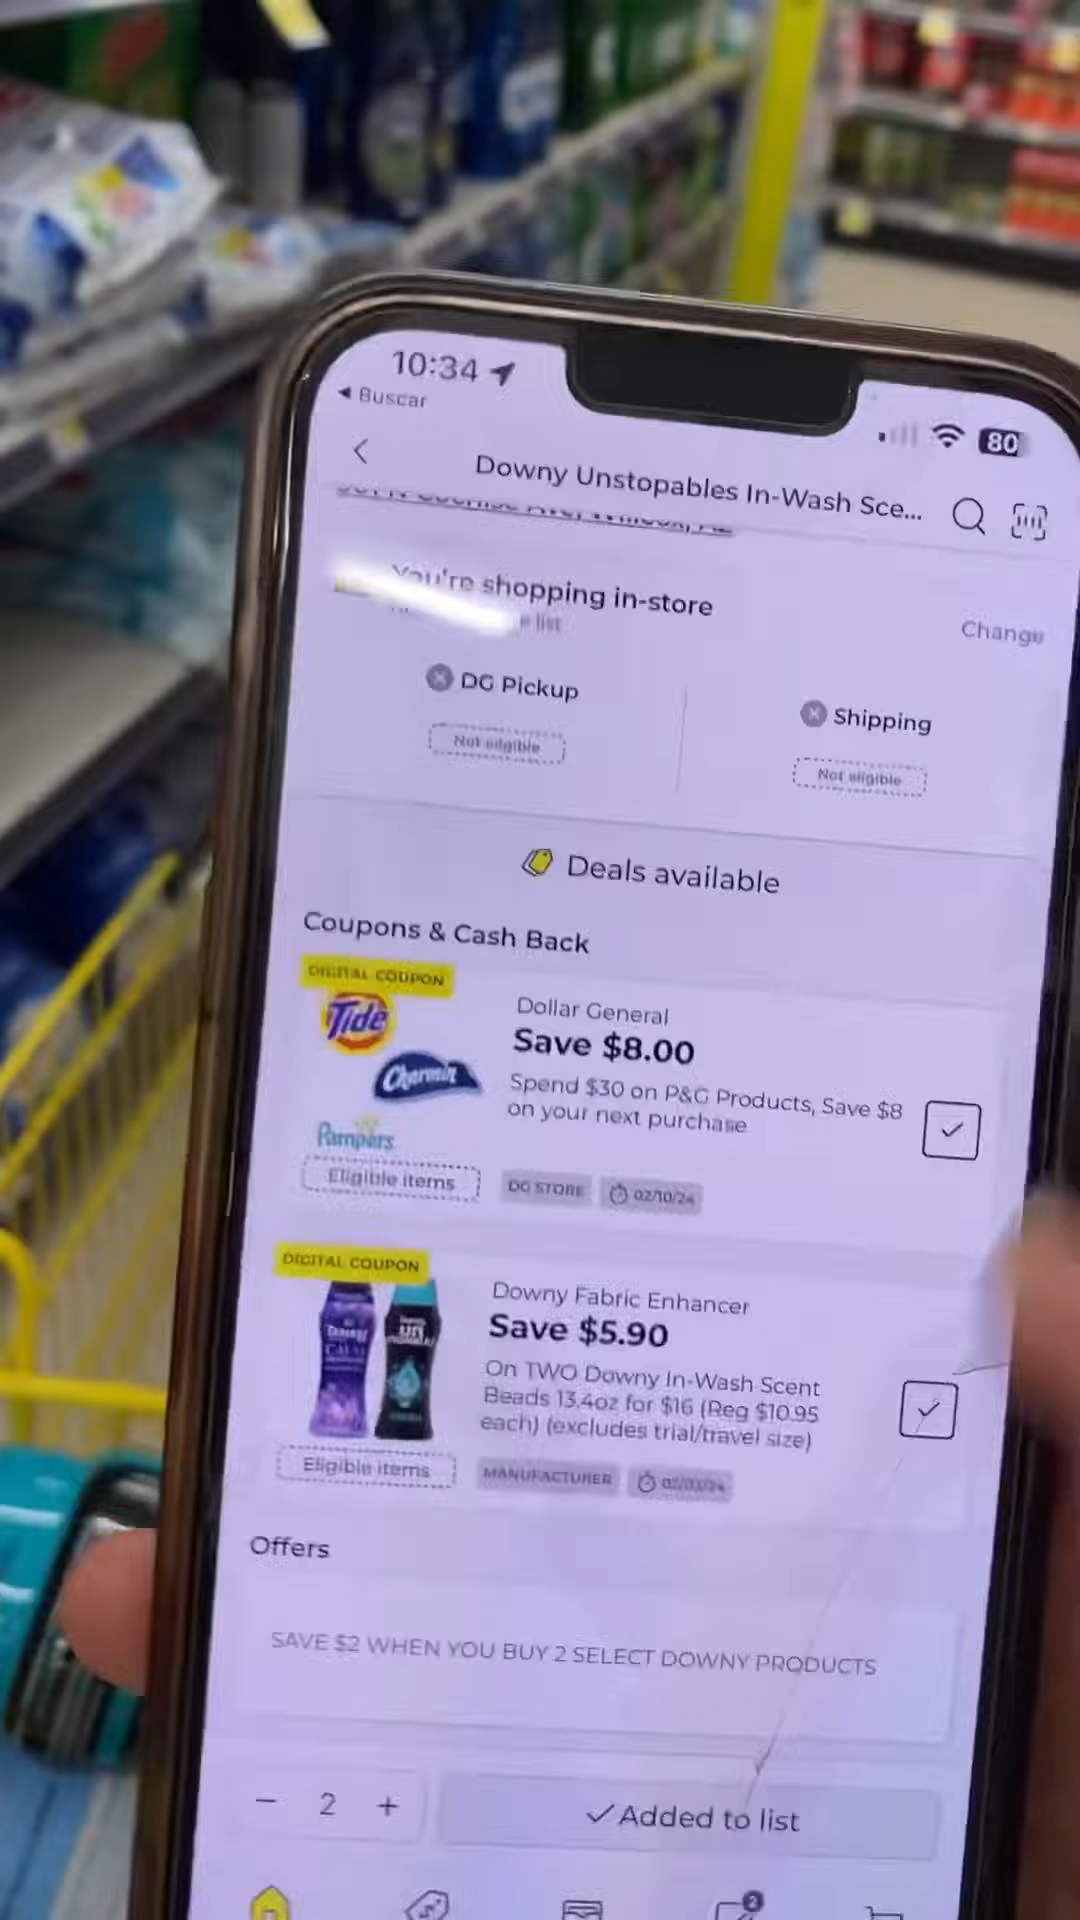 10:34
◄ Buscar
80
Downy Unstopables In-Wash Sce...
You're shopping in-store
list
Change
DG Pickup
Shipping
Not eligible
Not eligible
Deals available
Coupons & Cash Back
DIGITAL COUPON
Tide
Charmin
Pampers
Eligible items
Dollar General
Save $8.00
Spend $30 on P&G Products, Save $8
on your next purchase
DG STORE
02/10/24
DIGITAL COUPON
Eligible items
Downy Fabric Enhancer
Save $5.90
On TWO Downy In-Wash Scent
Beads 13.4oz for $16 (Reg $10.95
each) (excludes trial/travel size)
MANUFACTURER
Offers
SAVE $2 WHEN YOU BUY 2 SELECT DOWNY PRODUCTS
− 2 +
✓Added to list
2